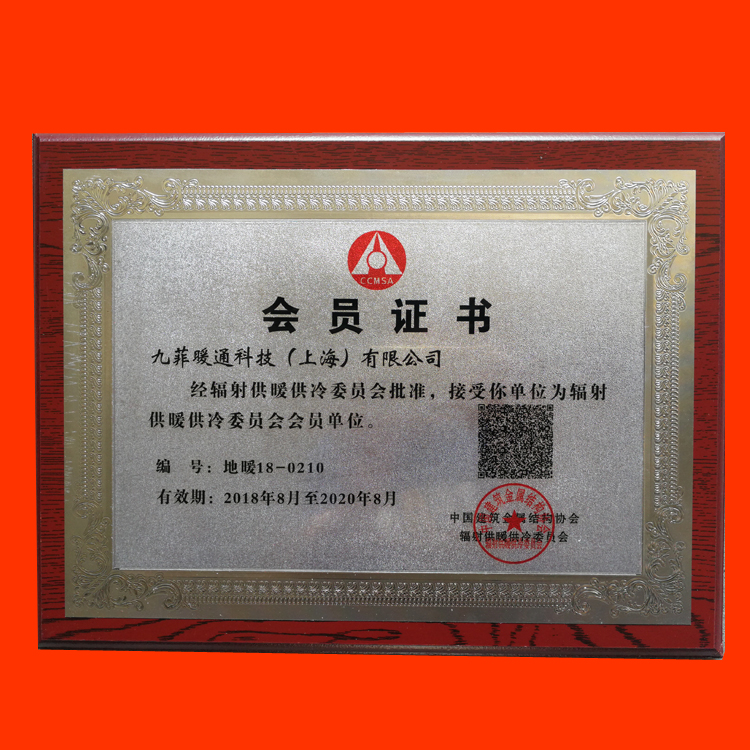 CCMSA
会员证书
九菲暖通科技（上海）有限公司
经辐射供暖供冷委员会批准，接受你单位为辐射
供暖供冷委员会会员单位。
编 号：地暖18-0210
有效期：2018年8月至2020年8月
中国建筑金属结构协会
辐射供暖供冷委员会